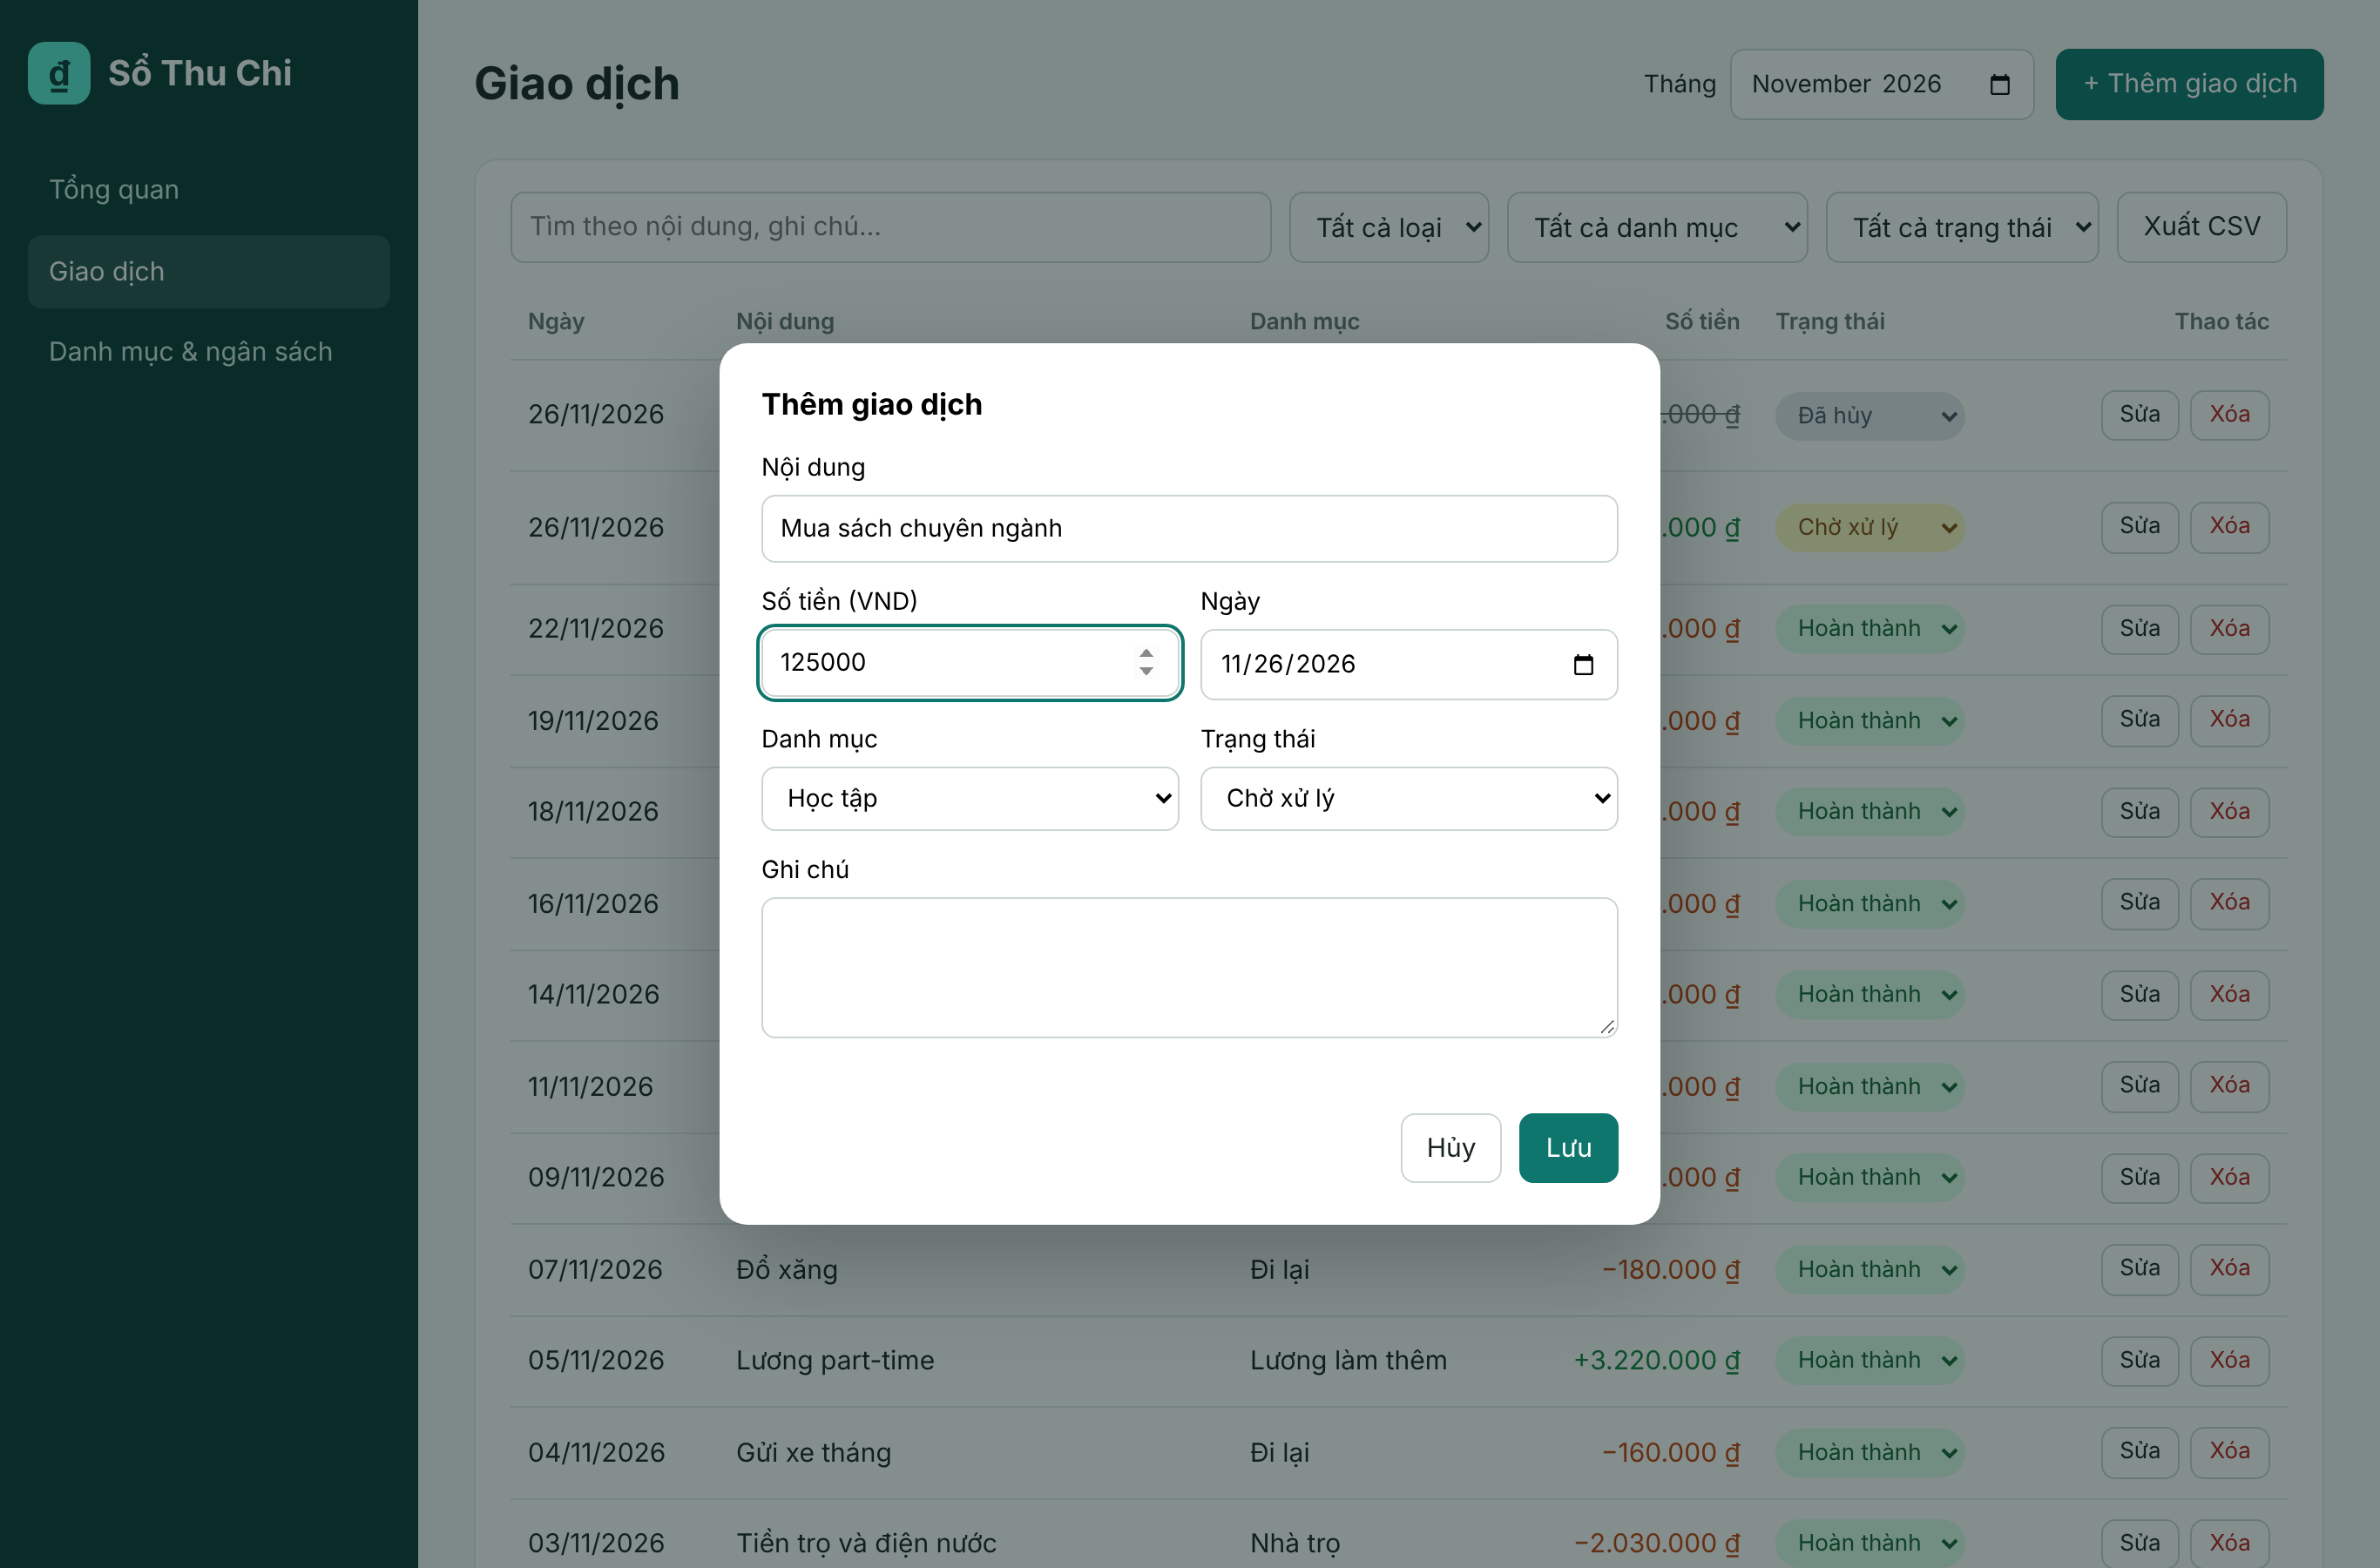 ₫ Sổ Thu Chi
Tổng quan
Giao dịch
Danh mục & ngân sách
Giao dịch
Tháng November 2026 + Thêm giao dịch
Tìm theo nội dung, ghi chú... Tất cả loại Tất cả danh mục Tất cả trạng thái Xuất CSV
Ngày Nội dung Danh mục Số tiền Trạng thái Thao tác
26/11/2026 .000 ₫ Đã hủy Sửa Xóa
26/11/2026 .000 ₫ Chờ xử lý Sửa Xóa
22/11/2026 .000 ₫ Hoàn thành Sửa Xóa
19/11/2026 .000 ₫ Hoàn thành Sửa Xóa
18/11/2026 .000 ₫ Hoàn thành Sửa Xóa
16/11/2026 .000 ₫ Hoàn thành Sửa Xóa
14/11/2026 .000 ₫ Hoàn thành Sửa Xóa
11/11/2026 .000 ₫ Hoàn thành Sửa Xóa
09/11/2026 .000 ₫ Hoàn thành Sửa Xóa
07/11/2026 Đổ xăng Đi lại −180.000 ₫ Hoàn thành Sửa Xóa
05/11/2026 Lương part-time Lương làm thêm +3.220.000 ₫ Hoàn thành Sửa Xóa
04/11/2026 Gửi xe tháng Đi lại −160.000 ₫ Hoàn thành Sửa Xóa
03/11/2026 Tiền trọ và điện nước Nhà trọ −2.030.000 ₫ Hoàn thành Sửa Xóa
Thêm giao dịch
Nội dung
Mua sách chuyên ngành
Số tiền (VND) Ngày
125000 11/26/2026
Danh mục Trạng thái
Học tập Chờ xử lý
Ghi chú
Hủy Lưu